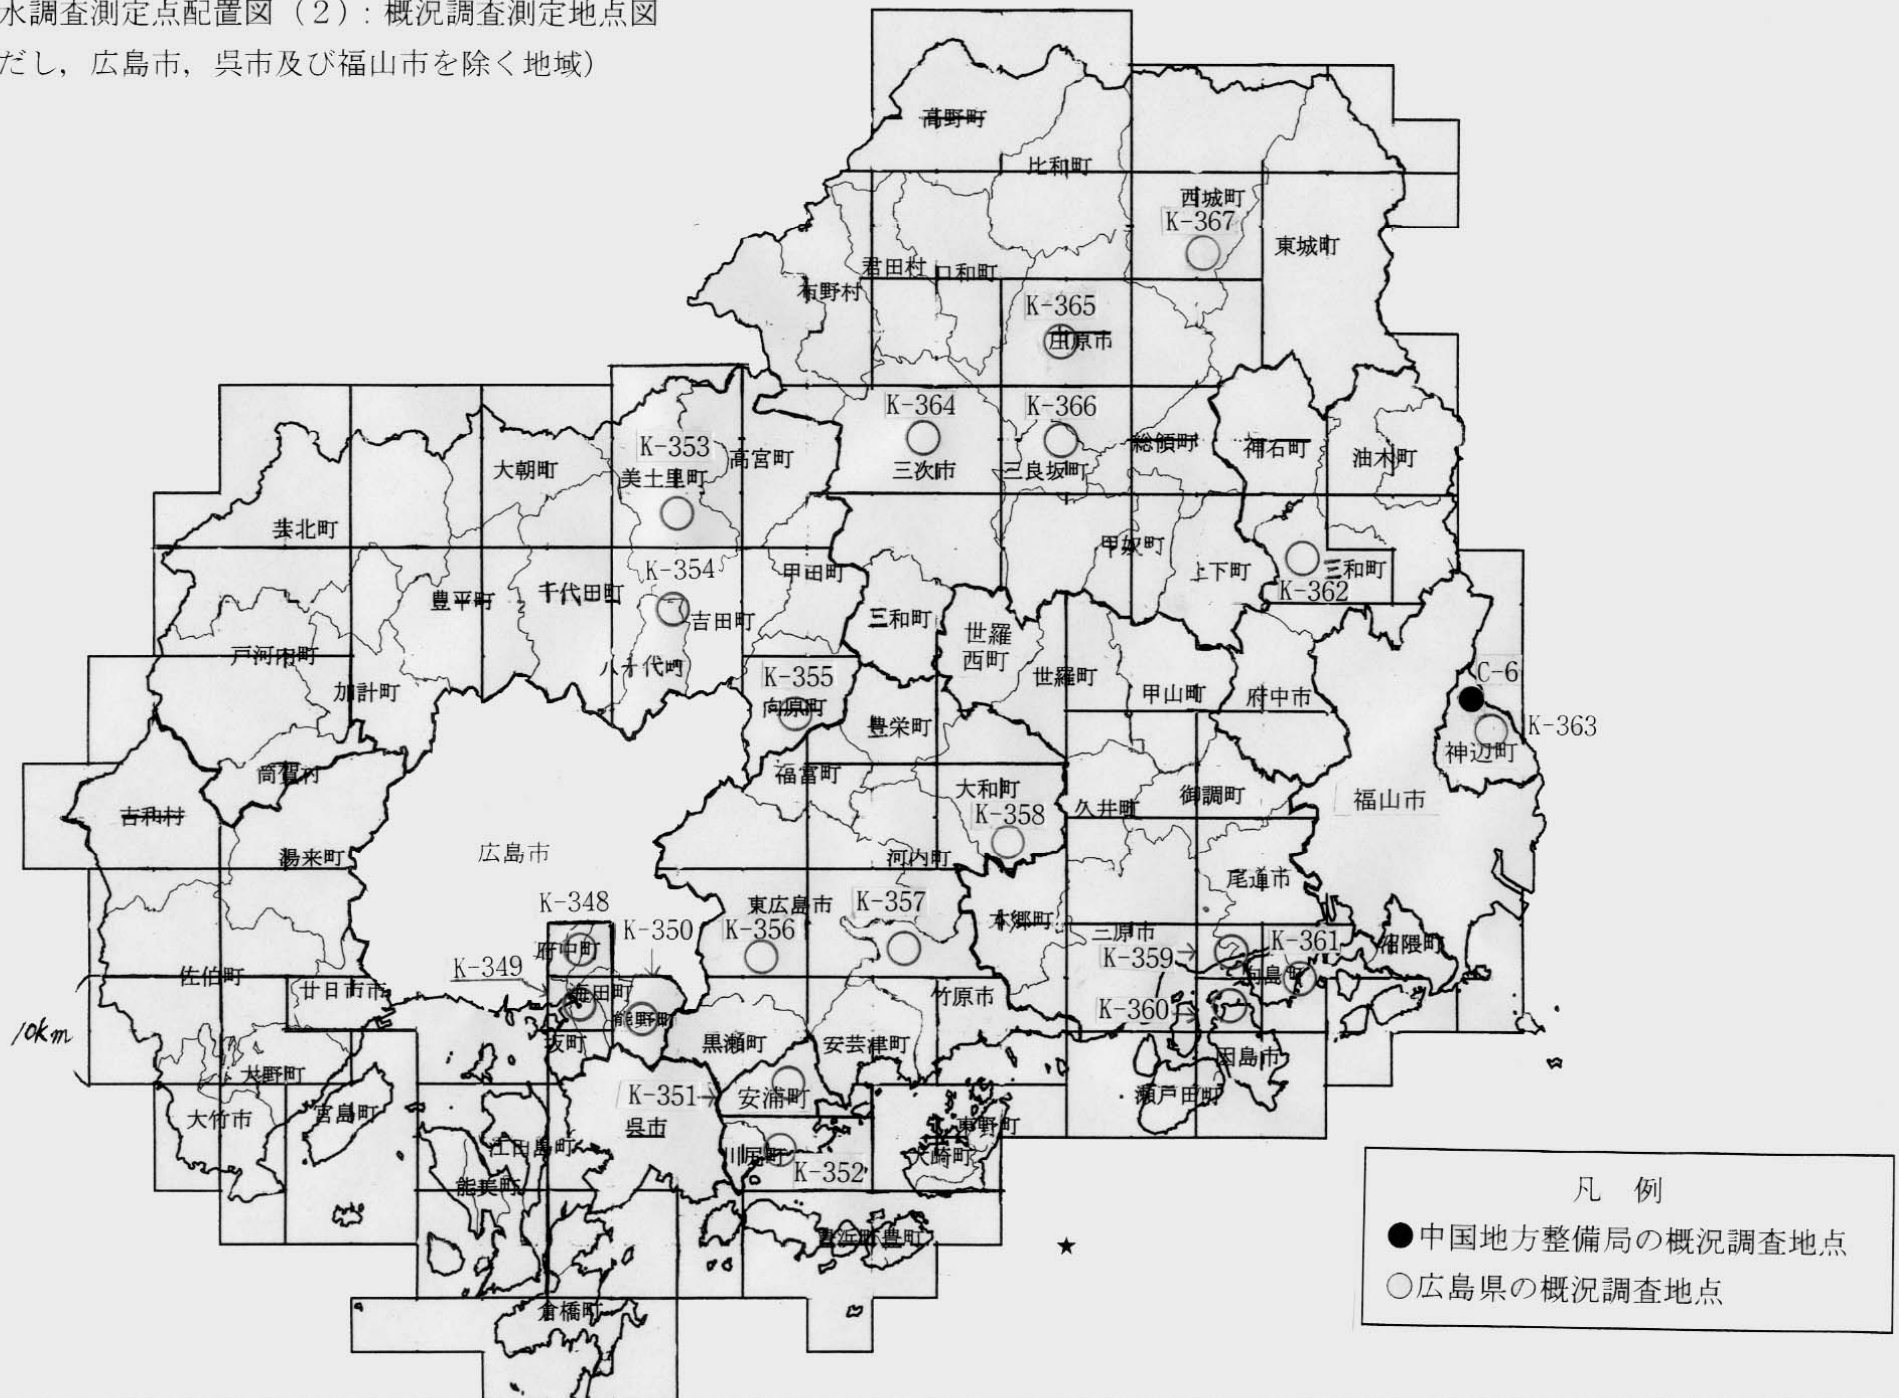 水調査測定点配置図（２）：概況調査測定地点図
だし，広島市，呉市及び福山市を除く地域）
高野町
比和町
西城町
K-367
東城町
君田村
口和町
布野村
K-365
庄原市
K-364
K-366
三次市
三良坂町
総領町
神石町
油木町
K-353
美土里町
高宮町
大朝町
芸北町
甲奴町
上下町
三和町
K-362
K-354
吉田町
甲田町
千代田町
豊平町
戸河内町
加計町
八千代町
三和町
世羅
西町
世羅町
甲山町
府中市
C-6
K-363
神辺町
K-355
向原町
豊栄町
福富町
大和町
K-358
久井町
御調町
福山市
筒賀村
吉和村
湯来町
広島市
河内町
尾道市
東広島市
K-356
K-357
本郷町
三原市
K-359
K-361
向島町
沼隈町
K-348
府中町
K-350
K-349
海田町
熊野町
坂町
佐伯町
廿日市市
10km
竹原市
K-360
黒瀬町
安芸津町
因島市
瀬戸田町
大野町
大竹市
宮島町
K-351
安浦町
呉市
江田島町
能美町
川尻町
K-352
東野町
大崎町
豊浜町
豊町
倉橋町
★
凡 例
●中国地方整備局の概況調査地点
○広島県の概況調査地点